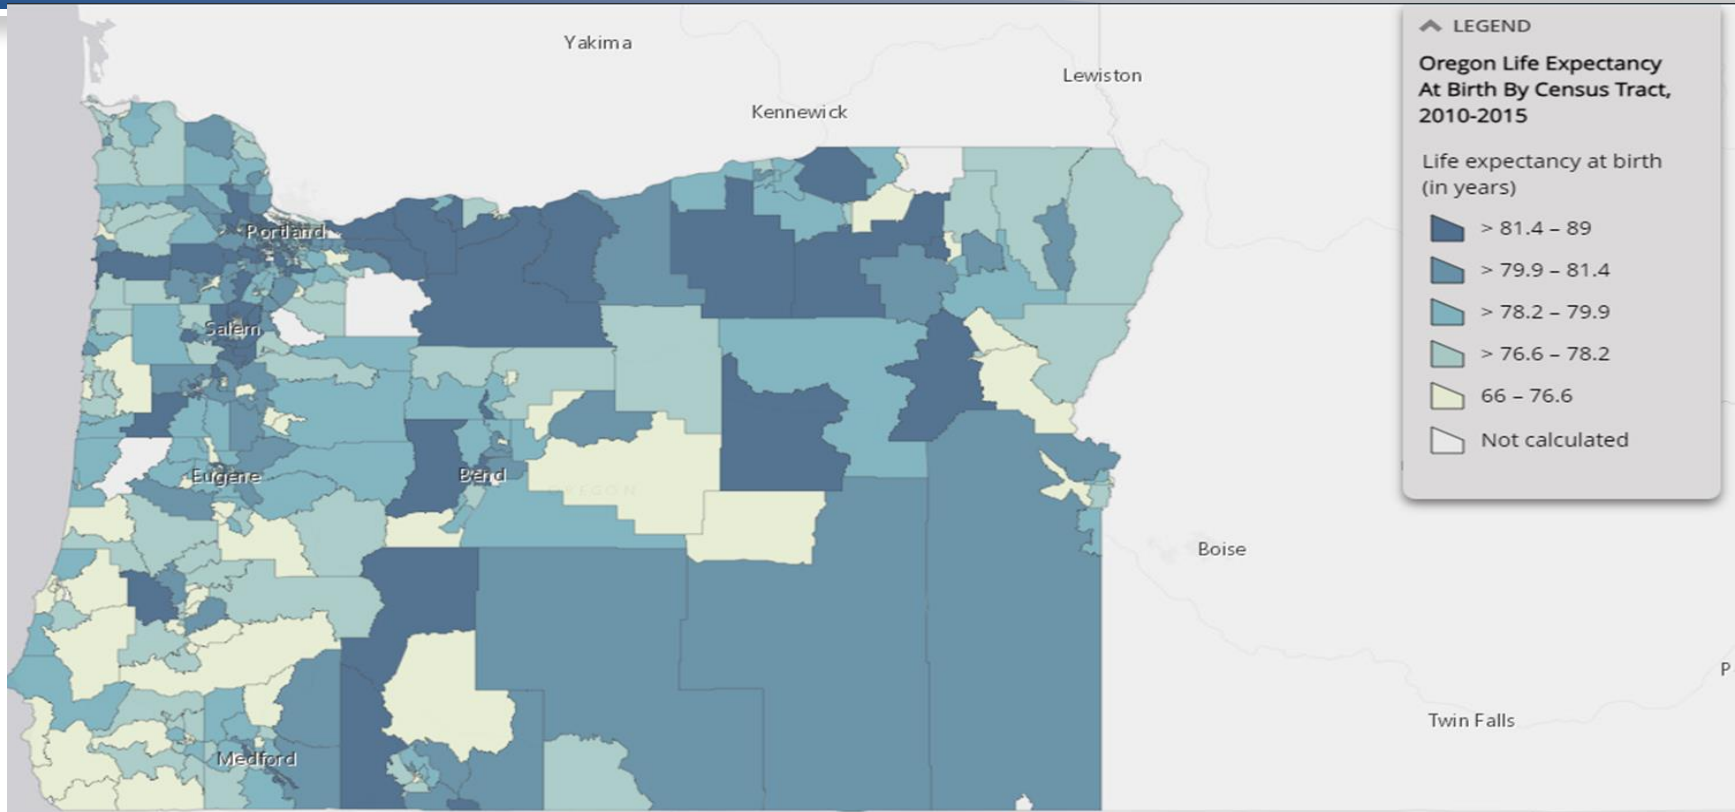 Yakima
Lewiston
Kennewick
Portland
Salem
Eugene
Bend
OREGON
Boise
Medford
Twin Falls
P
LEGEND
Oregon Life Expectancy
At Birth By Census Tract,
2010-2015
Life expectancy at birth
(in years)
> 81.4 – 89
> 79.9 – 81.4
> 78.2 – 79.9
> 76.6 – 78.2
66 – 76.6
Not calculated